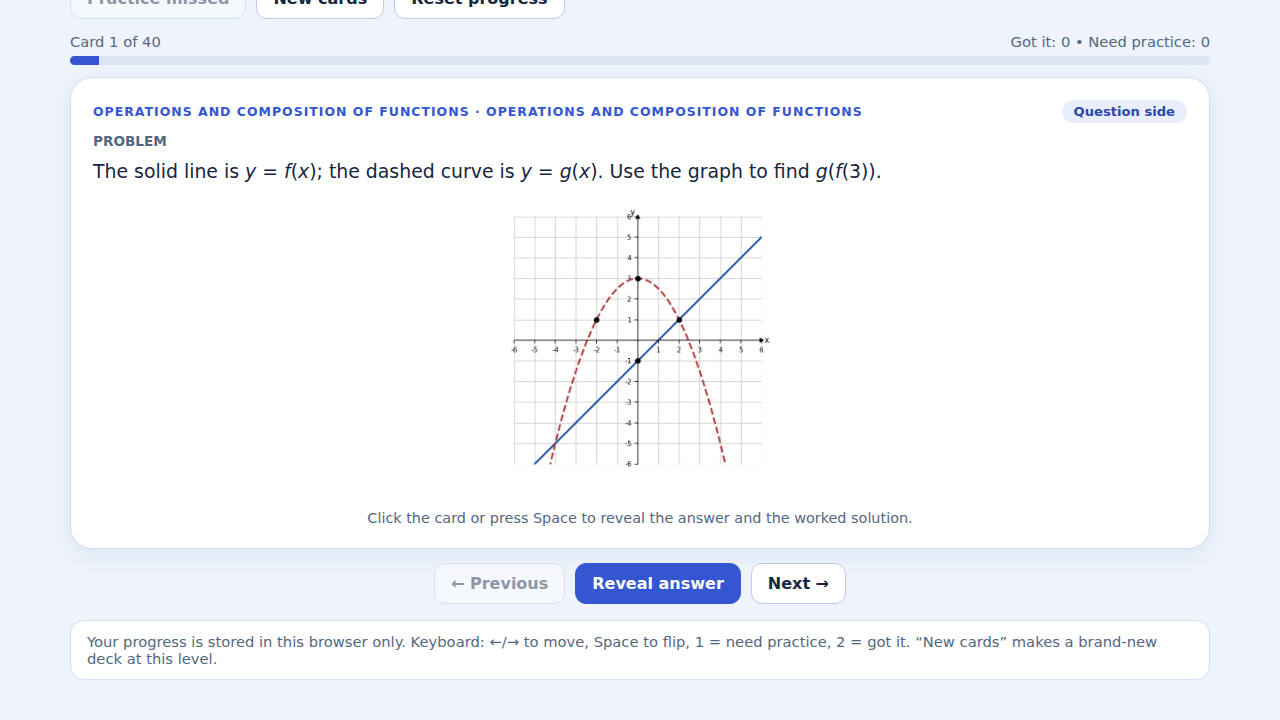 Practice missed New cards Reset progress
Card 1 of 40 Got it: 0 • Need practice: 0
OPERATIONS AND COMPOSITION OF FUNCTIONS · OPERATIONS AND COMPOSITION OF FUNCTIONS Question side
PROBLEM
The solid line is y = f(x); the dashed curve is y = g(x). Use the graph to find g(f(3)).
y
6
5
4
3
2
1
x
-6 -5 -4 -3 -2 -1 1 2 3 4 5 6
-1
-2
-3
-4
-5
-6
Click the card or press Space to reveal the answer and the worked solution.
← Previous Reveal answer Next →
Your progress is stored in this browser only. Keyboard: ←/→ to move, Space to flip, 1 = need practice, 2 = got it. “New cards” makes a brand-new
deck at this level.